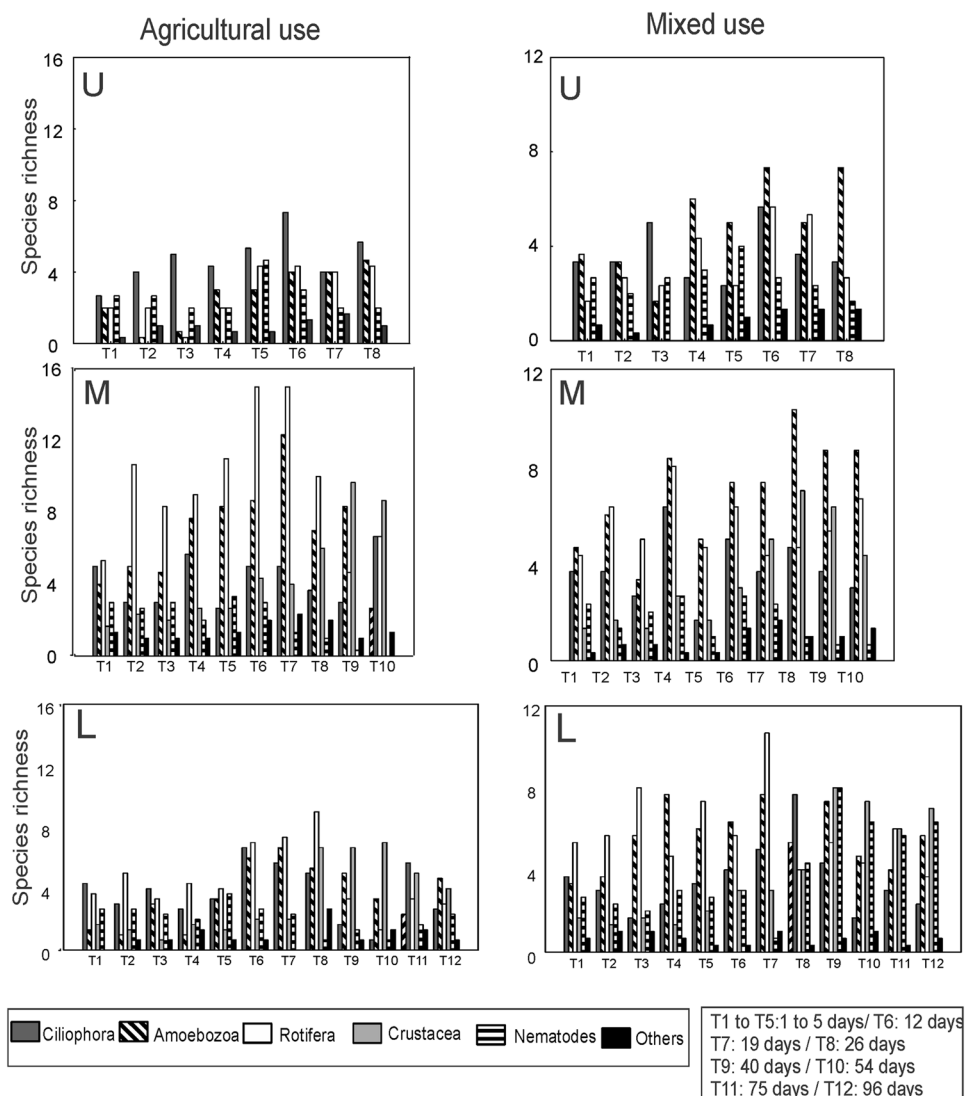 Agricultural use
Mixed use
Species richness
16
12
8
4
0
U
T1 T2 T3 T4 T5 T6 T7 T8
12
8
4
0
U
T1 T2 T3 T4 T5 T6 T7 T8
Species richness
16
12
8
4
0
M
T1 T2 T3 T4 T5 T6 T7 T8 T9 T10
12
8
4
0
M
T1 T2 T3 T4 T5 T6 T7 T8 T9 T10
Species richness
16
12
8
4
0
L
T1 T2 T3 T4 T5 T6 T7 T8 T9 T10 T11 T12
12
8
4
0
L
T1 T2 T3 T4 T5 T6 T7 T8 T9 T10 T11 T12
Ciliophora Amoebozoa Rotifera Crustacea Nematodes Others
T1 to T5:1 to 5 days/ T6: 12 days
T7: 19 days / T8: 26 days
T9: 40 days / T10: 54 days
T11: 75 days / T12: 96 days